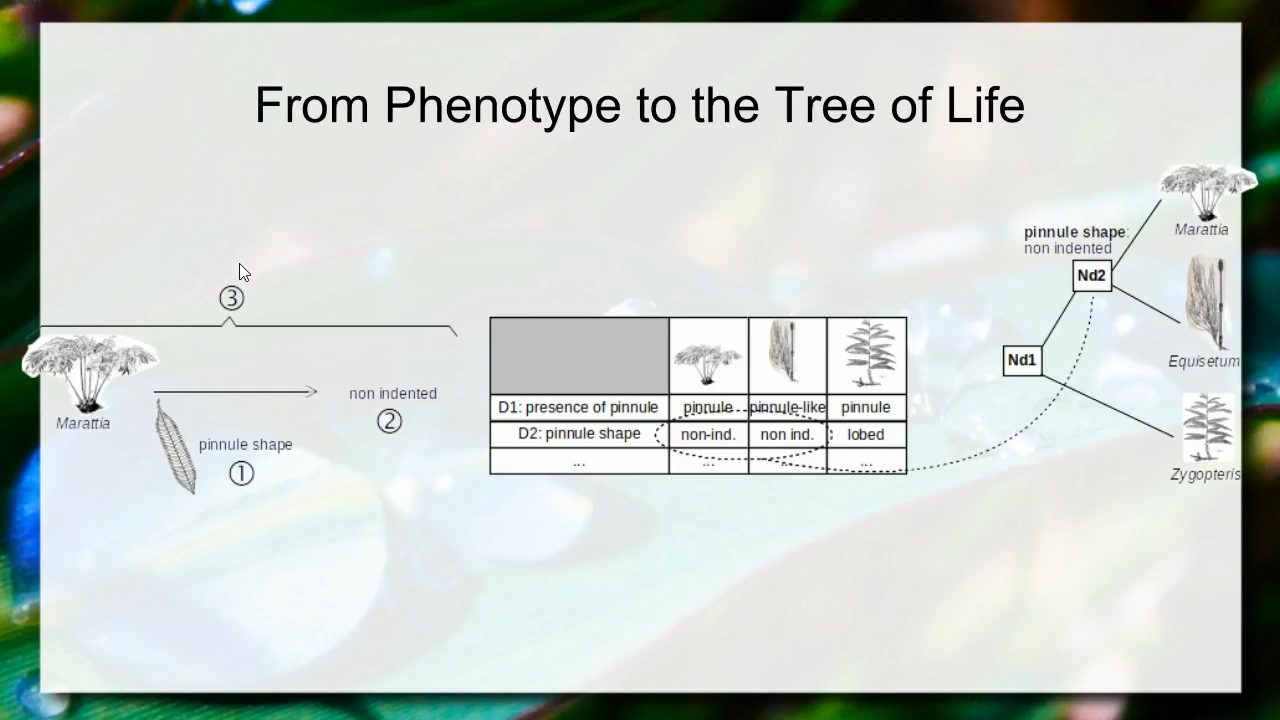 From Phenotype to the Tree of Life
③
Marattia
non indented
②
pinnule shape
①
D1: presence of pinnule pinnule pinnule-like pinnule
D2: pinnule shape non-ind. non ind. lobed
... ... ... ...
pinnule shape:
non indented
Nd2
Nd1
Marattia
Equisetum
Zygopteris